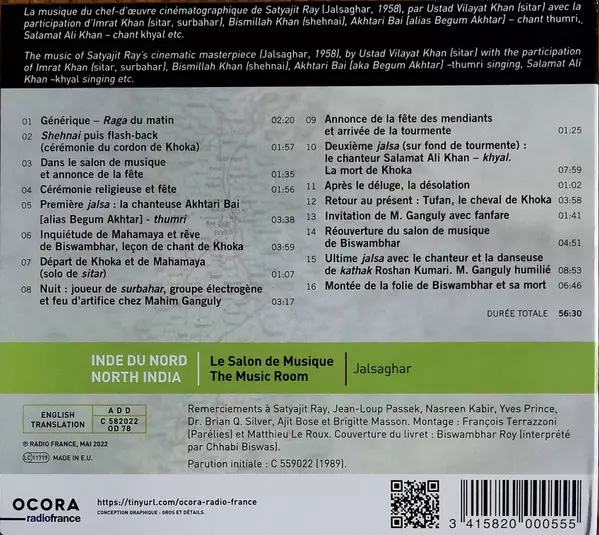 La musique du chef-d'œuvre cinématographique de Satyajit Ray (Jalsaghar, 1958), par Ustad Vilayat Khan (sitar) avec la
participation d'Imrat Khan (sitar, surbahar), Bismillah Khan (shehnai), Akhtari Bai [alias Begum Akhtar] – chant thumri,
Salamat Ali Khan – chant khyal etc.
The music of Satyajit Ray's cinematic masterpiece (Jalsaghar, 1958), by Ustad Vilayat Khan (sitar) with the participation
of Imrat Khan (sitar, surbahar), Bismillah Khan (shehnai), Akhtari Bai [aka Begum Akhtar] –thumri singing, Salamat Ali
Khan –khyal singing etc.
01 Générique – Raga du matin 02:20
02 Shehnai puis flash-back
(cérémonie du cordon de Khoka) 01:57
03 Dans le salon de musique
et annonce de la fête 01:35
04 Cérémonie religieuse et fête 01:56
05 Première jalsa : la chanteuse Akhtari Bai
[alias Begum Akhtar] - thumri 03:38
06 Inquiétude de Mahamaya et rêve
de Biswambhar, leçon de chant de Khoka 03:59
07 Départ de Khoka et de Mahamaya
(solo de sitar) 01:07
08 Nuit : joueur de surbahar, groupe électrogène
et feu d'artifice chez Mahim Ganguly 03:17
09 Annonce de la fête des mendiants
et arrivée de la tourmente 01:25
10 Deuxième jalsa (sur fond de tourmente) :
le chanteur Salamat Ali Khan – khyal.
La mort de Khoka 07:59
11 Après le déluge, la désolation 01:02
12 Retour au présent : Tufan, le cheval de Khoka 03:58
13 Invitation de M. Ganguly avec fanfare 01:41
14 Réouverture du salon de musique
de Biswambhar 04:51
15 Ultime jalsa avec le chanteur et la danseuse
de kathak Roshan Kumari. M. Ganguly humilié 08:53
16 Montée de la folie de Biswambhar et sa mort 06:46
DURÉE TOTALE 56:30
INDE DU NORD
NORTH INDIA
Le Salon de Musique
The Music Room
Jalsaghar
ENGLISH
TRANSLATION
A D D
C 582022
OD 78
℗ RADIO FRANCE, MAI 2022
LC 11719 MADE IN E.U.
Remerciements à Satyajit Ray, Jean-Loup Passek, Nasreen Kabir, Yves Prince,
Dr. Brian Q. Silver, Ajit Bose et Brigitte Masson. Montage : François Terrazzoni
(Parélies) et Matthieu Le Roux. Couverture du livret : Biswambhar Roy (interprété
par Chhabi Biswas).
Parution initiale : C 559022 (1989).
OCORA
radiofrance
https://tinyurl.com/ocora-radio-france
CONCEPTION GRAPHIQUE : DROS ET DÉTAILS.
3 415820 000555